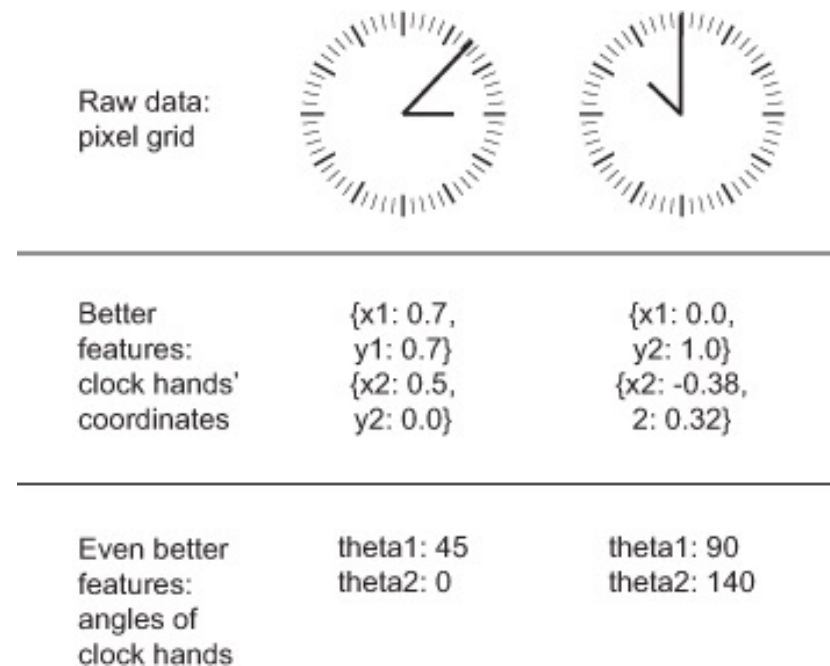 Raw data:
pixel grid
Better
features:
clock hands'
coordinates
{x1: 0.7,
y1: 0.7}
{x2: 0.5,
y2: 0.0}
{x1: 0.0,
y2: 1.0}
{x2: -0.38,
2: 0.32}
Even better
features:
angles of
clock hands
theta1: 45
theta2: 0
theta1: 90
theta2: 140